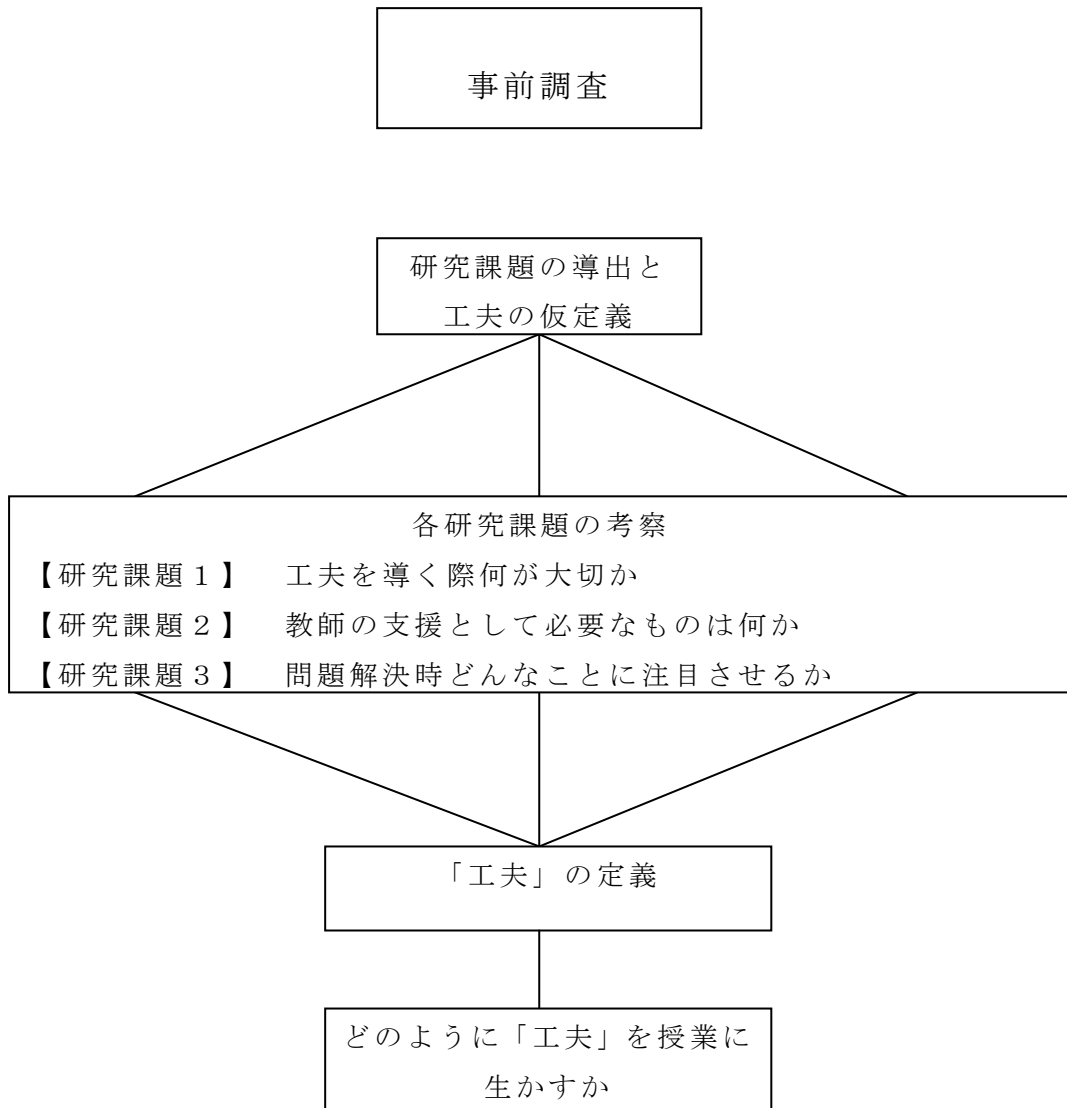 事前調査
研究課題の導出と
工夫の仮定義
各研究課題の考察
【研究課題１】　工夫を導く際何が大切か
【研究課題２】　教師の支援として必要なものは何か
【研究課題３】　問題解決時どんなことに注目させるか
「工夫」の定義
どのように「工夫」を授業に
生かすか